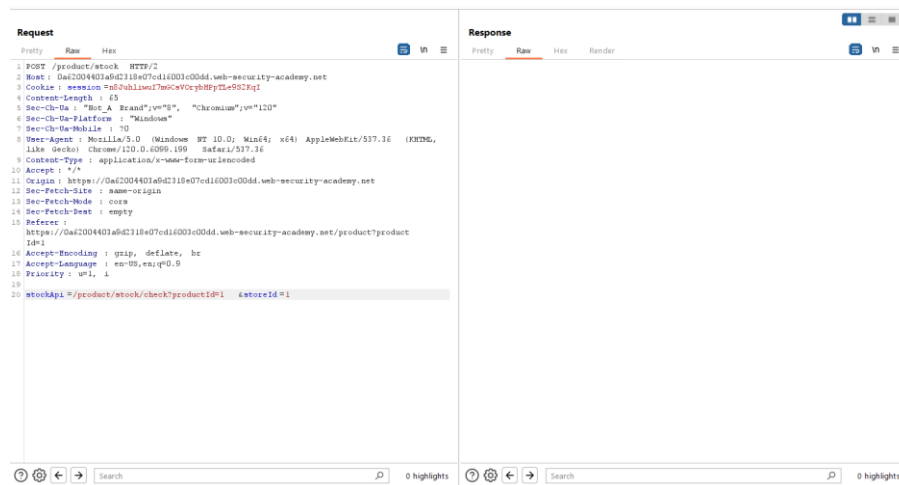 Request
Pretty Raw Hex
1 POST /product/stock HTTP/2
2 Host : 0a62004403a9d2318e07cd16003c00dd.web-security-academy.net
3 Cookie : session =n8JuhliwuI7mGCsVOrybMPpTLe9S2KqI
4 Content-Length : 65
5 Sec-Ch-Ua : "Not_A Brand";v="8", "Chromium";v="120"
6 Sec-Ch-Ua-Platform : "Windows"
7 Sec-Ch-Ua-Mobile : ?0
8 User-Agent : Mozilla/5.0 (Windows NT 10.0; Win64; x64) AppleWebKit/537.36 (KHTML,
like Gecko) Chrome/120.0.6099.199 Safari/537.36
9 Content-Type : application/x-www-form-urlencoded
10 Accept : */*
11 Origin : https://0a62004403a9d2318e07cd16003c00dd.web-security-academy.net
12 Sec-Fetch-Site : same-origin
13 Sec-Fetch-Mode : cors
14 Sec-Fetch-Dest : empty
15 Referer :
https://0a62004403a9d2318e07cd16003c00dd.web-security-academy.net/product?product
Id=1
16 Accept-Encoding : gzip, deflate, br
17 Accept-Language : en-US,en;q=0.9
18 Priority : u=1, i
19
20 stockApi =/product/stock/check?productId=1 &storeId =1
Search
0 highlights
Response
Pretty Raw Hex Render
Search
0 highlights